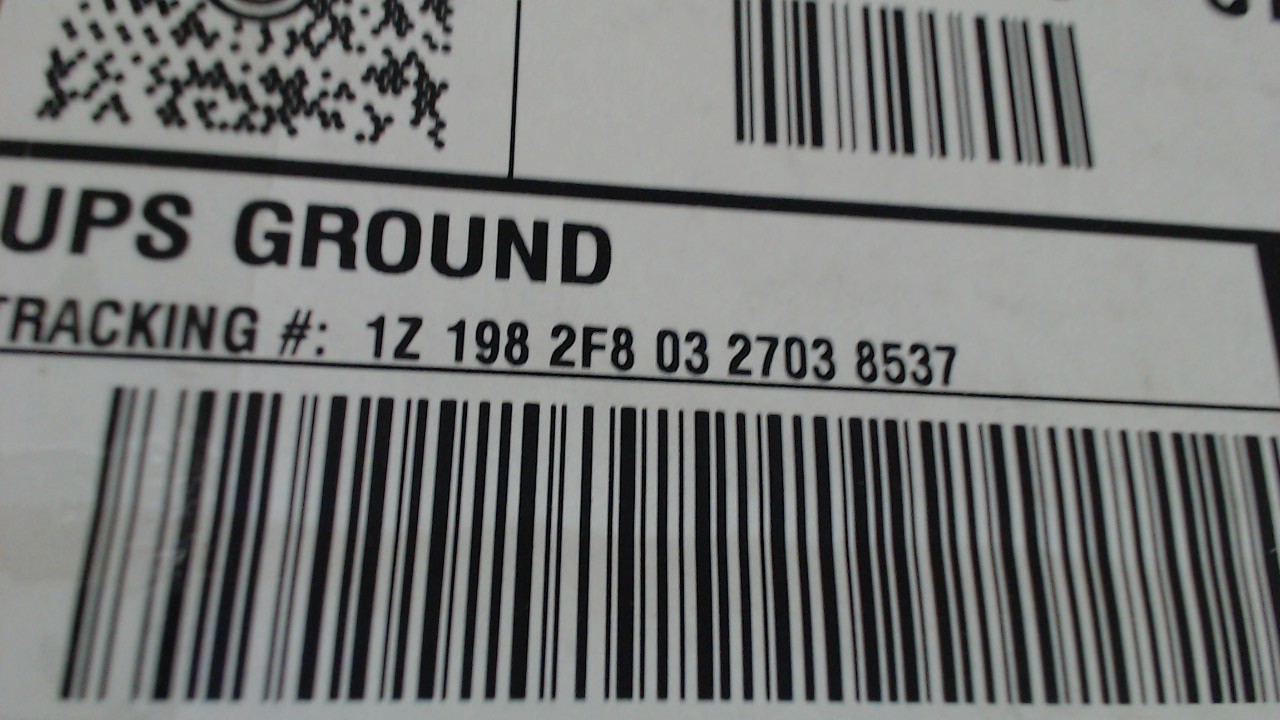 UPS GROUND
TRACKING #: 1Z 198 2F8 03 2703 8537